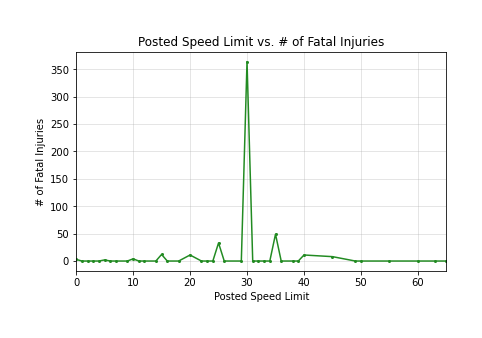 Posted Speed Limit vs. # of Fatal Injuries
350
300
250
200
150
100
50
0
# of Fatal Injuries
0 10 20 30 40 50 60
Posted Speed Limit